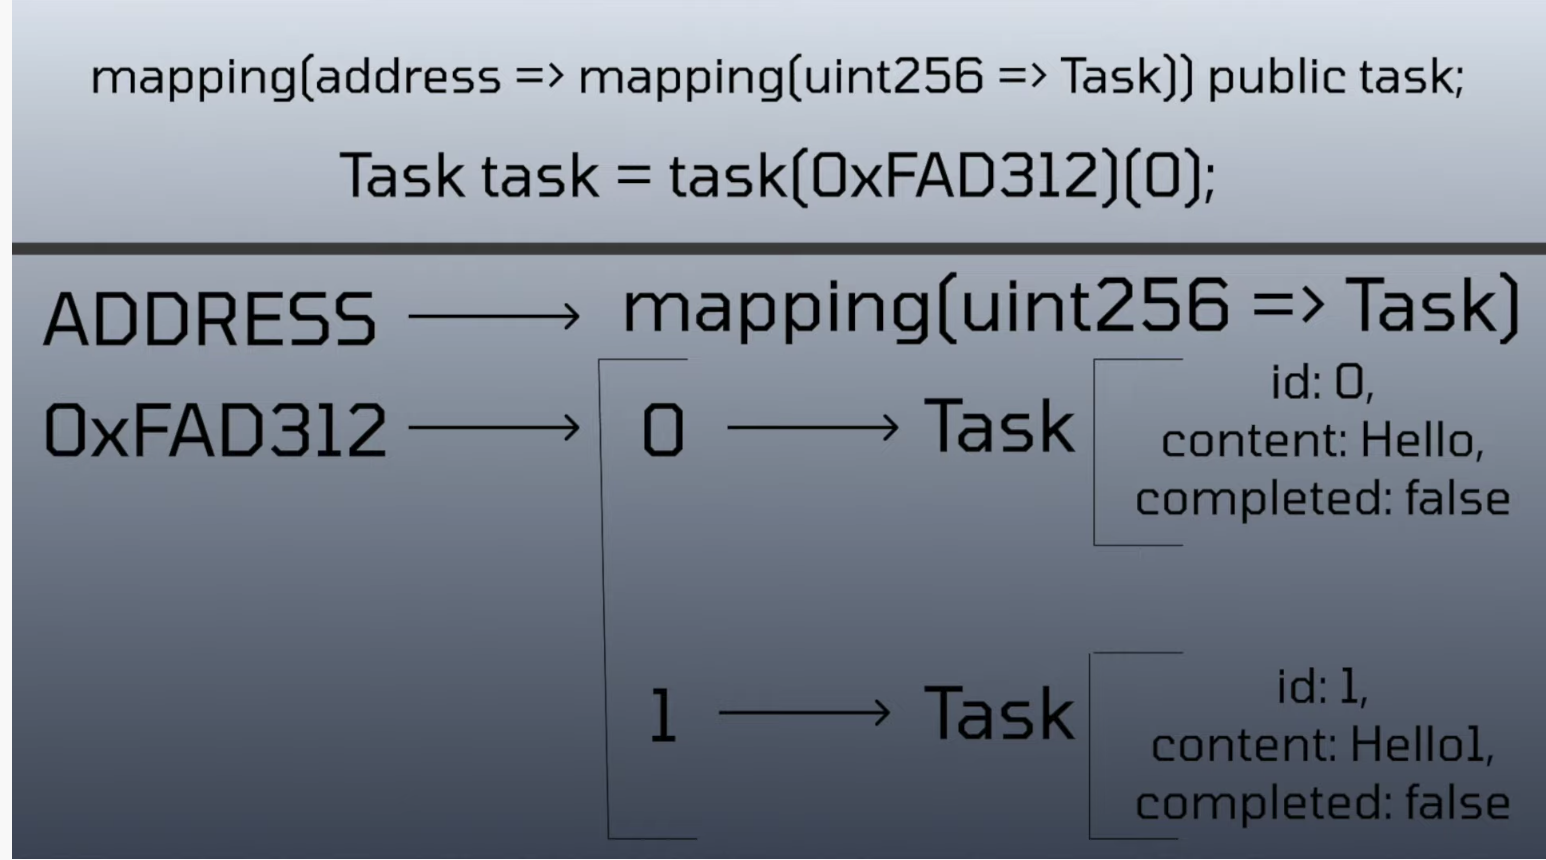 mapping(address => mapping(uint256 => Task)) public task;
Task task = task(0xFAD312)(0);
ADDRESS mapping(uint256 => Task)
0xFAD312 0 Task
id: 0,
content: Hello,
completed: false
1 Task
id: 1,
content: Hello1,
completed: false